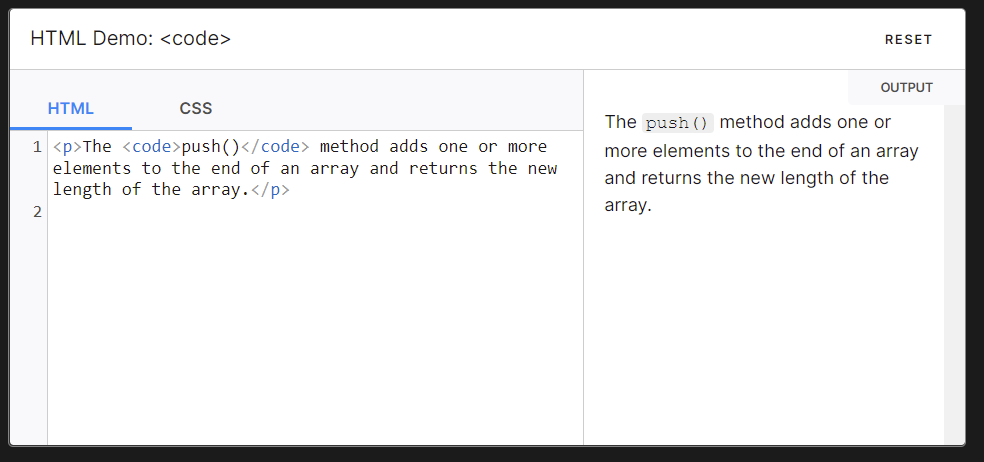 HTML Demo: <code>
RESET
HTML
CSS
1 <p>The <code>push()</code> method adds one or more
elements to the end of an array and returns the new
length of the array.</p>
2
OUTPUT
The push() method adds one or
more elements to the end of an array
and returns the new length of the
array.